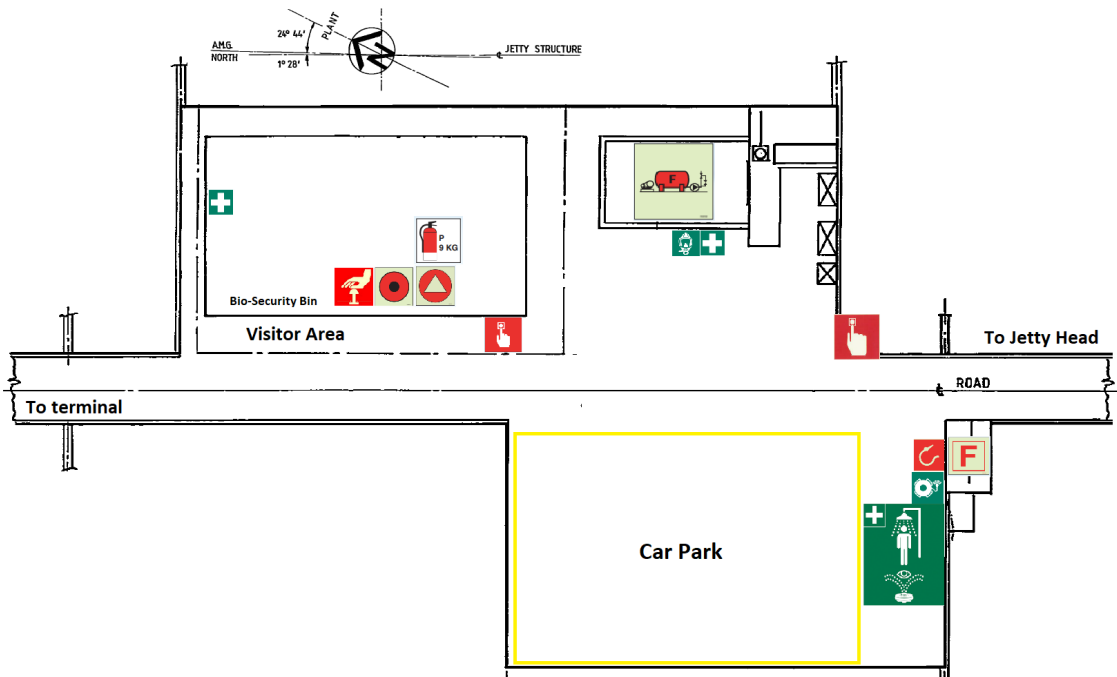 24° 44'
PLANT
A.M.G.
NORTH
1° 28'
N
JETTY STRUCTURE
F
P
9 KG
Bio-Security Bin
Visitor Area
To Jetty Head
ROAD
To terminal
F
Car Park